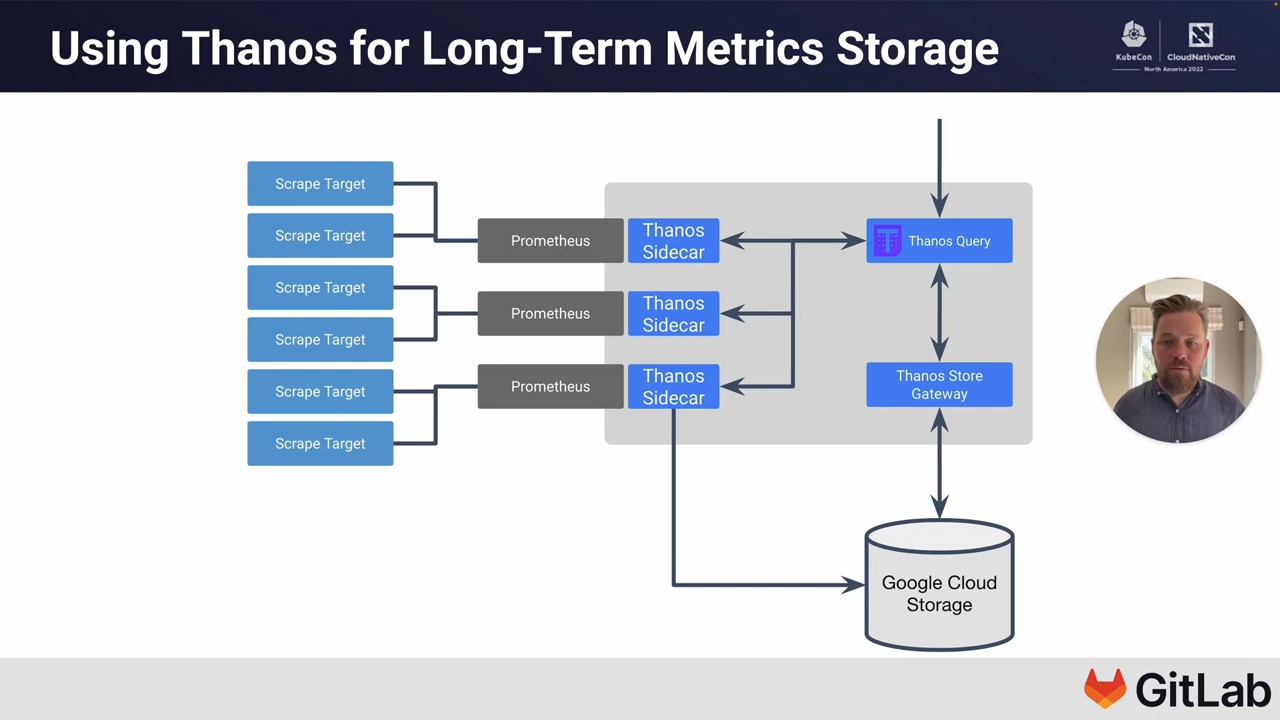 Using Thanos for Long-Term Metrics Storage
KubeCon
CloudNativeCon
North America 2022
Scrape Target
Scrape Target
Scrape Target
Scrape Target
Scrape Target
Scrape Target
Prometheus
Prometheus
Prometheus
Thanos
Sidecar
Thanos
Sidecar
Thanos
Sidecar
Thanos Query
Thanos Store
Gateway
Google Cloud
Storage
GitLab